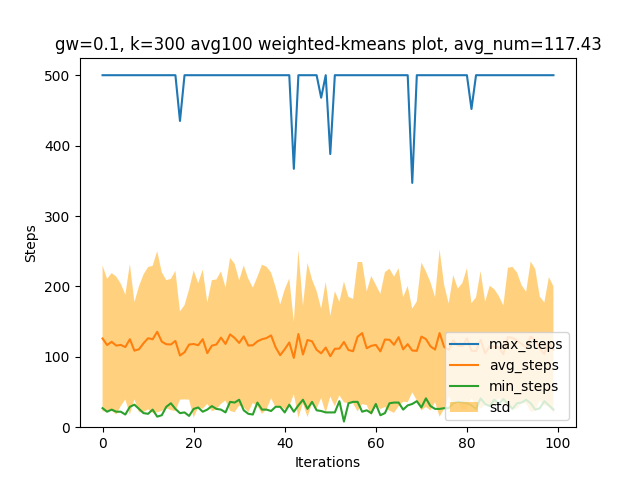 gw=0.1, k=300 avg100 weighted-kmeans plot, avg_num=117.43
500
400
300
200
100
0
Steps
0
20
40
60
80
100
Iterations
max_steps
avg_steps
min_steps
std